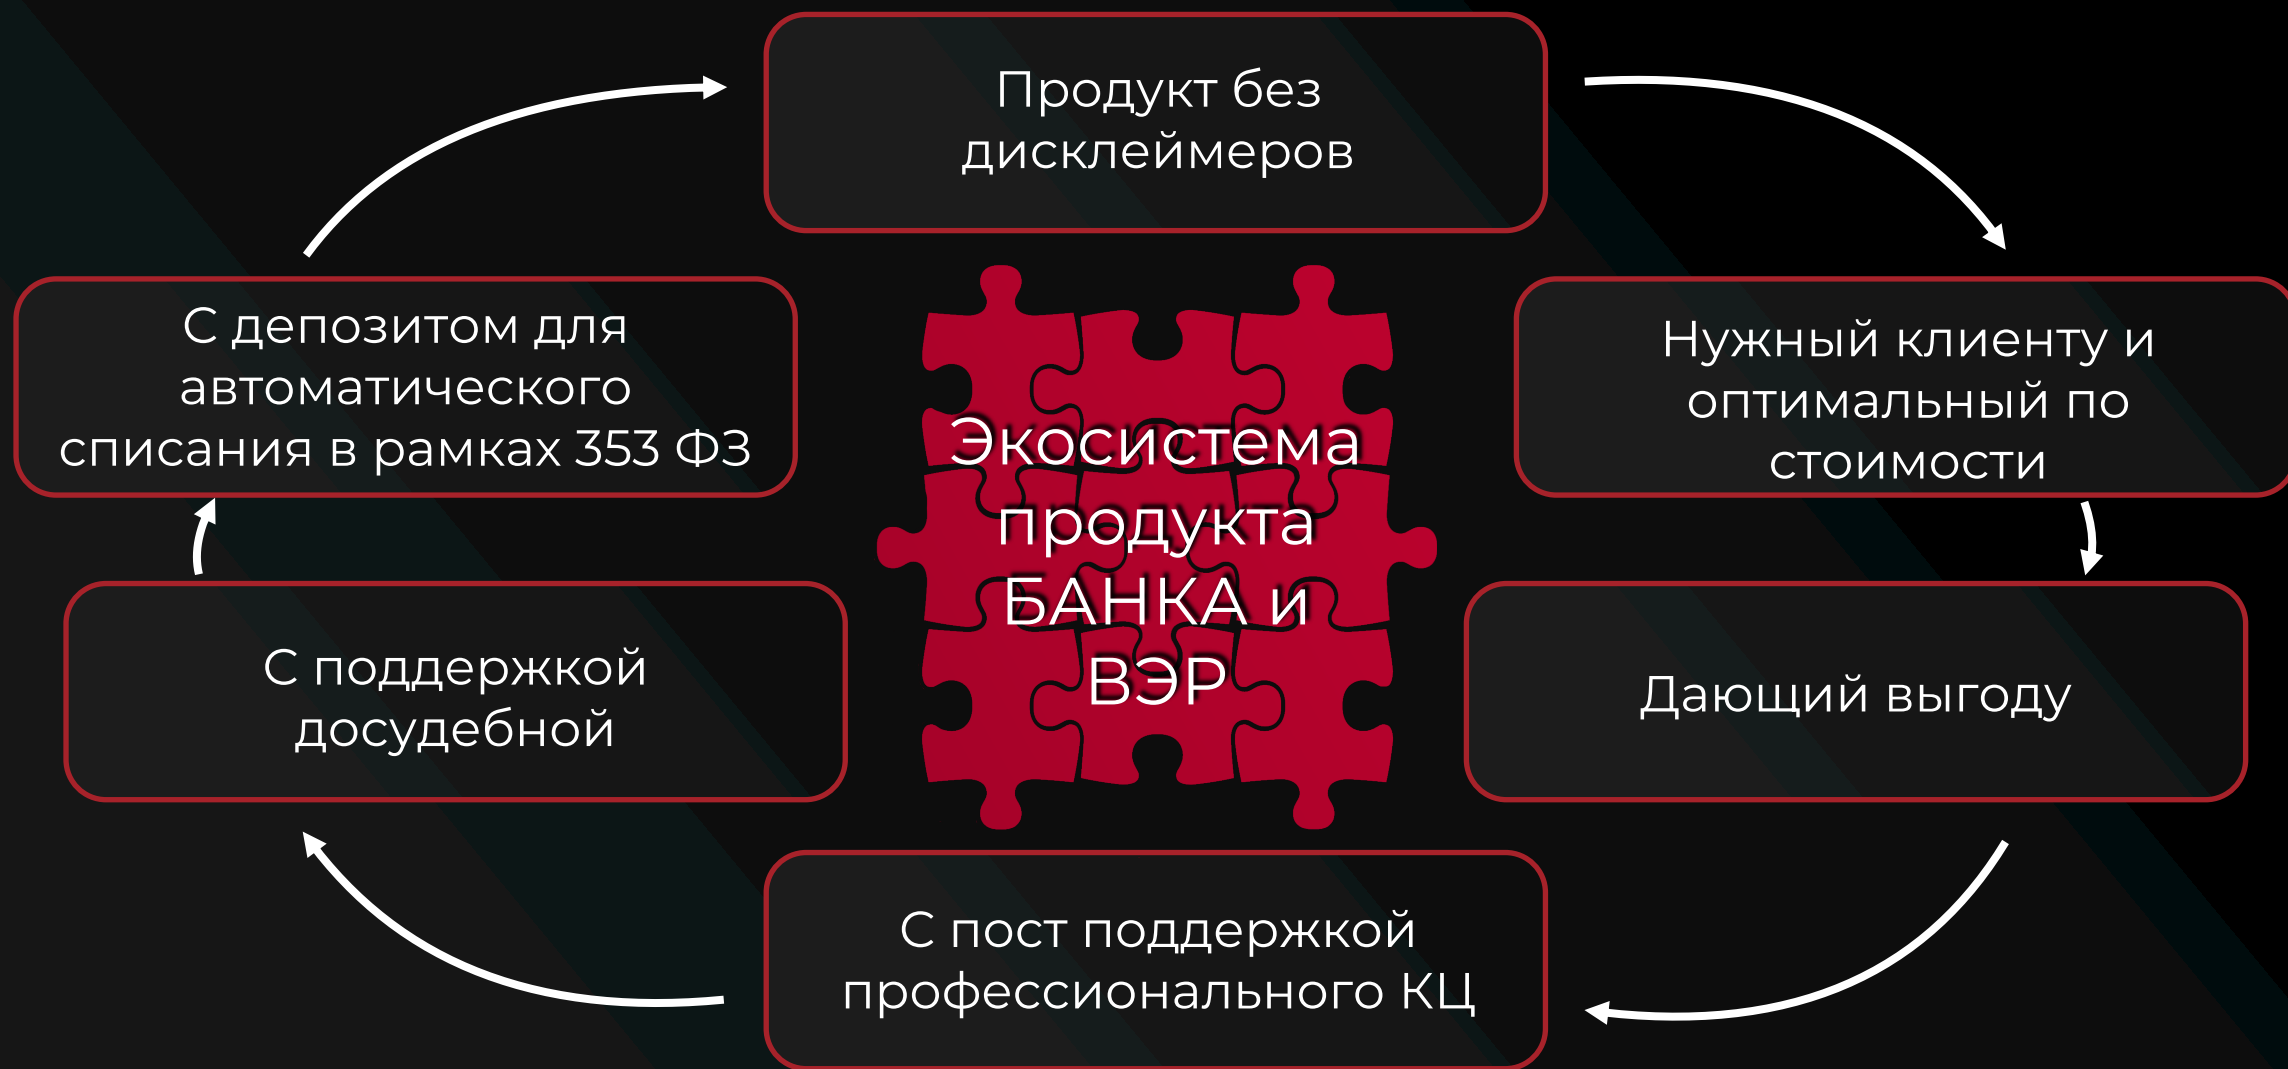 Продукт без
дисклеймеров
С депозитом для
автоматического
списания в рамках 353 ФЗ
Нужный клиенту и
оптимальный по
стоимости
Экосистема
продукта
БАНКА и
ВЭР
С поддержкой
досудебной
Дающий выгоду
С пост поддержкой
профессионального КЦ